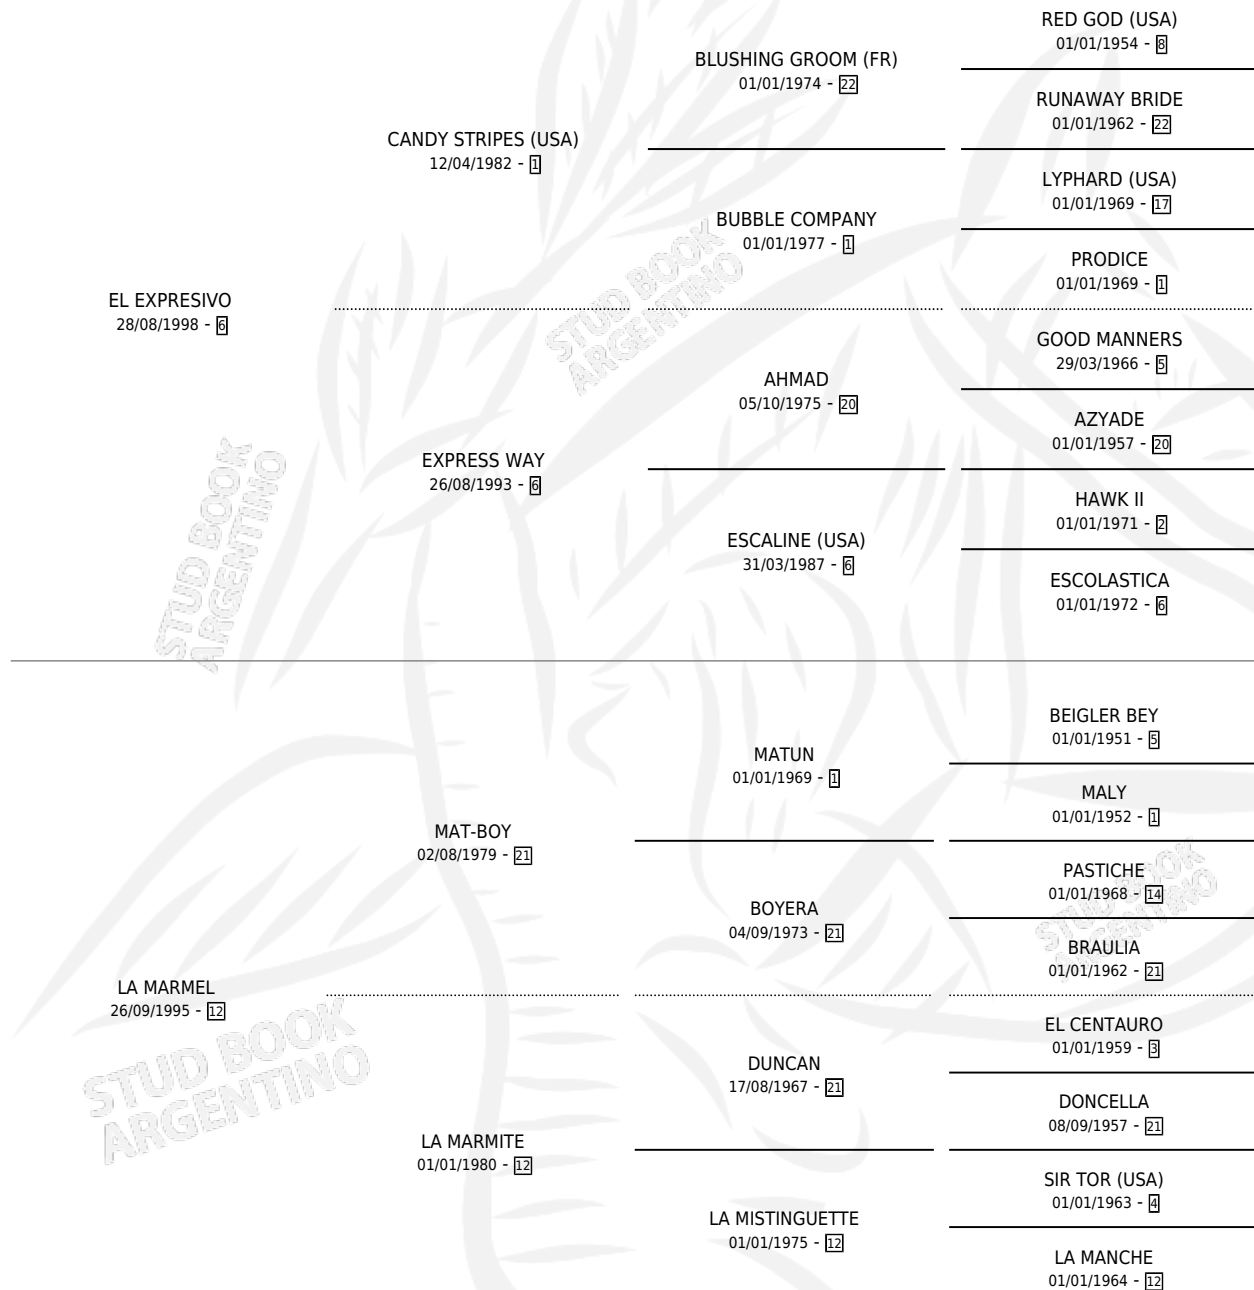 RED GOD (USA)
01/01/1954 - 8
BLUSHING GROOM (FR)
01/01/1974 - 22
RUNAWAY BRIDE
01/01/1962 - 22
CANDY STRIPES (USA)
12/04/1982 - 1
LYPHARD (USA)
01/01/1969 - 17
BUBBLE COMPANY
01/01/1977 - 1
PRODICE
01/01/1969 - 1
EL EXPRESIVO
28/08/1998 - 6
GOOD MANNERS
29/03/1966 - 5
AHMAD
05/10/1975 - 20
AZYADE
01/01/1957 - 20
EXPRESS WAY
26/08/1993 - 6
HAWK II
01/01/1971 - 2
ESCALINE (USA)
31/03/1987 - 6
ESCOLASTICA
01/01/1972 - 6
BEIGLER BEY
01/01/1951 - 5
MATUN
01/01/1969 - 1
MALY
01/01/1952 - 1
MAT-BOY
02/08/1979 - 21
PASTICHE
01/01/1968 - 14
BOYERA
04/09/1973 - 21
BRAULIA
01/01/1962 - 21
LA MARMEL
26/09/1995 - 12
EL CENTAURO
01/01/1959 - 3
DUNCAN
17/08/1967 - 21
DONCELLA
08/09/1957 - 21
LA MARMITE
01/01/1980 - 12
SIR TOR (USA)
01/01/1963 - 4
LA MISTINGUETTE
01/01/1975 - 12
LA MANCHE
01/01/1964 - 12
STUD BOOK
ARGENTINO
STUD BOOK
ARGENTINO
STUD BOOK
ARGENTINO
STUD BOOK
ARGENTINO